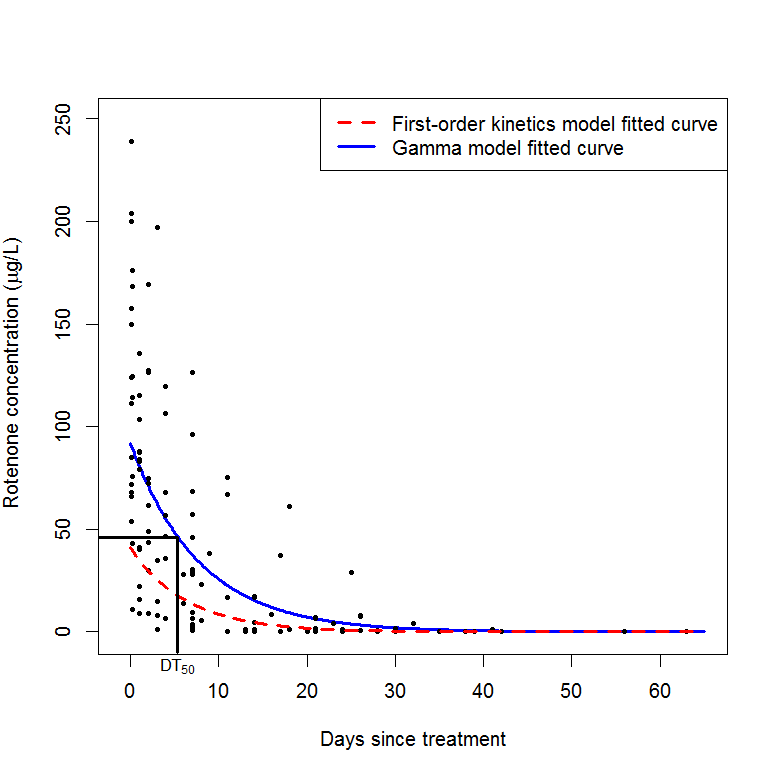 First-order kinetics model fitted curve
Gamma model fitted curve
Rotenone concentration (μg/L)
250
200
150
100
50
0
DT50
0 10 20 30 40 50 60
Days since treatment